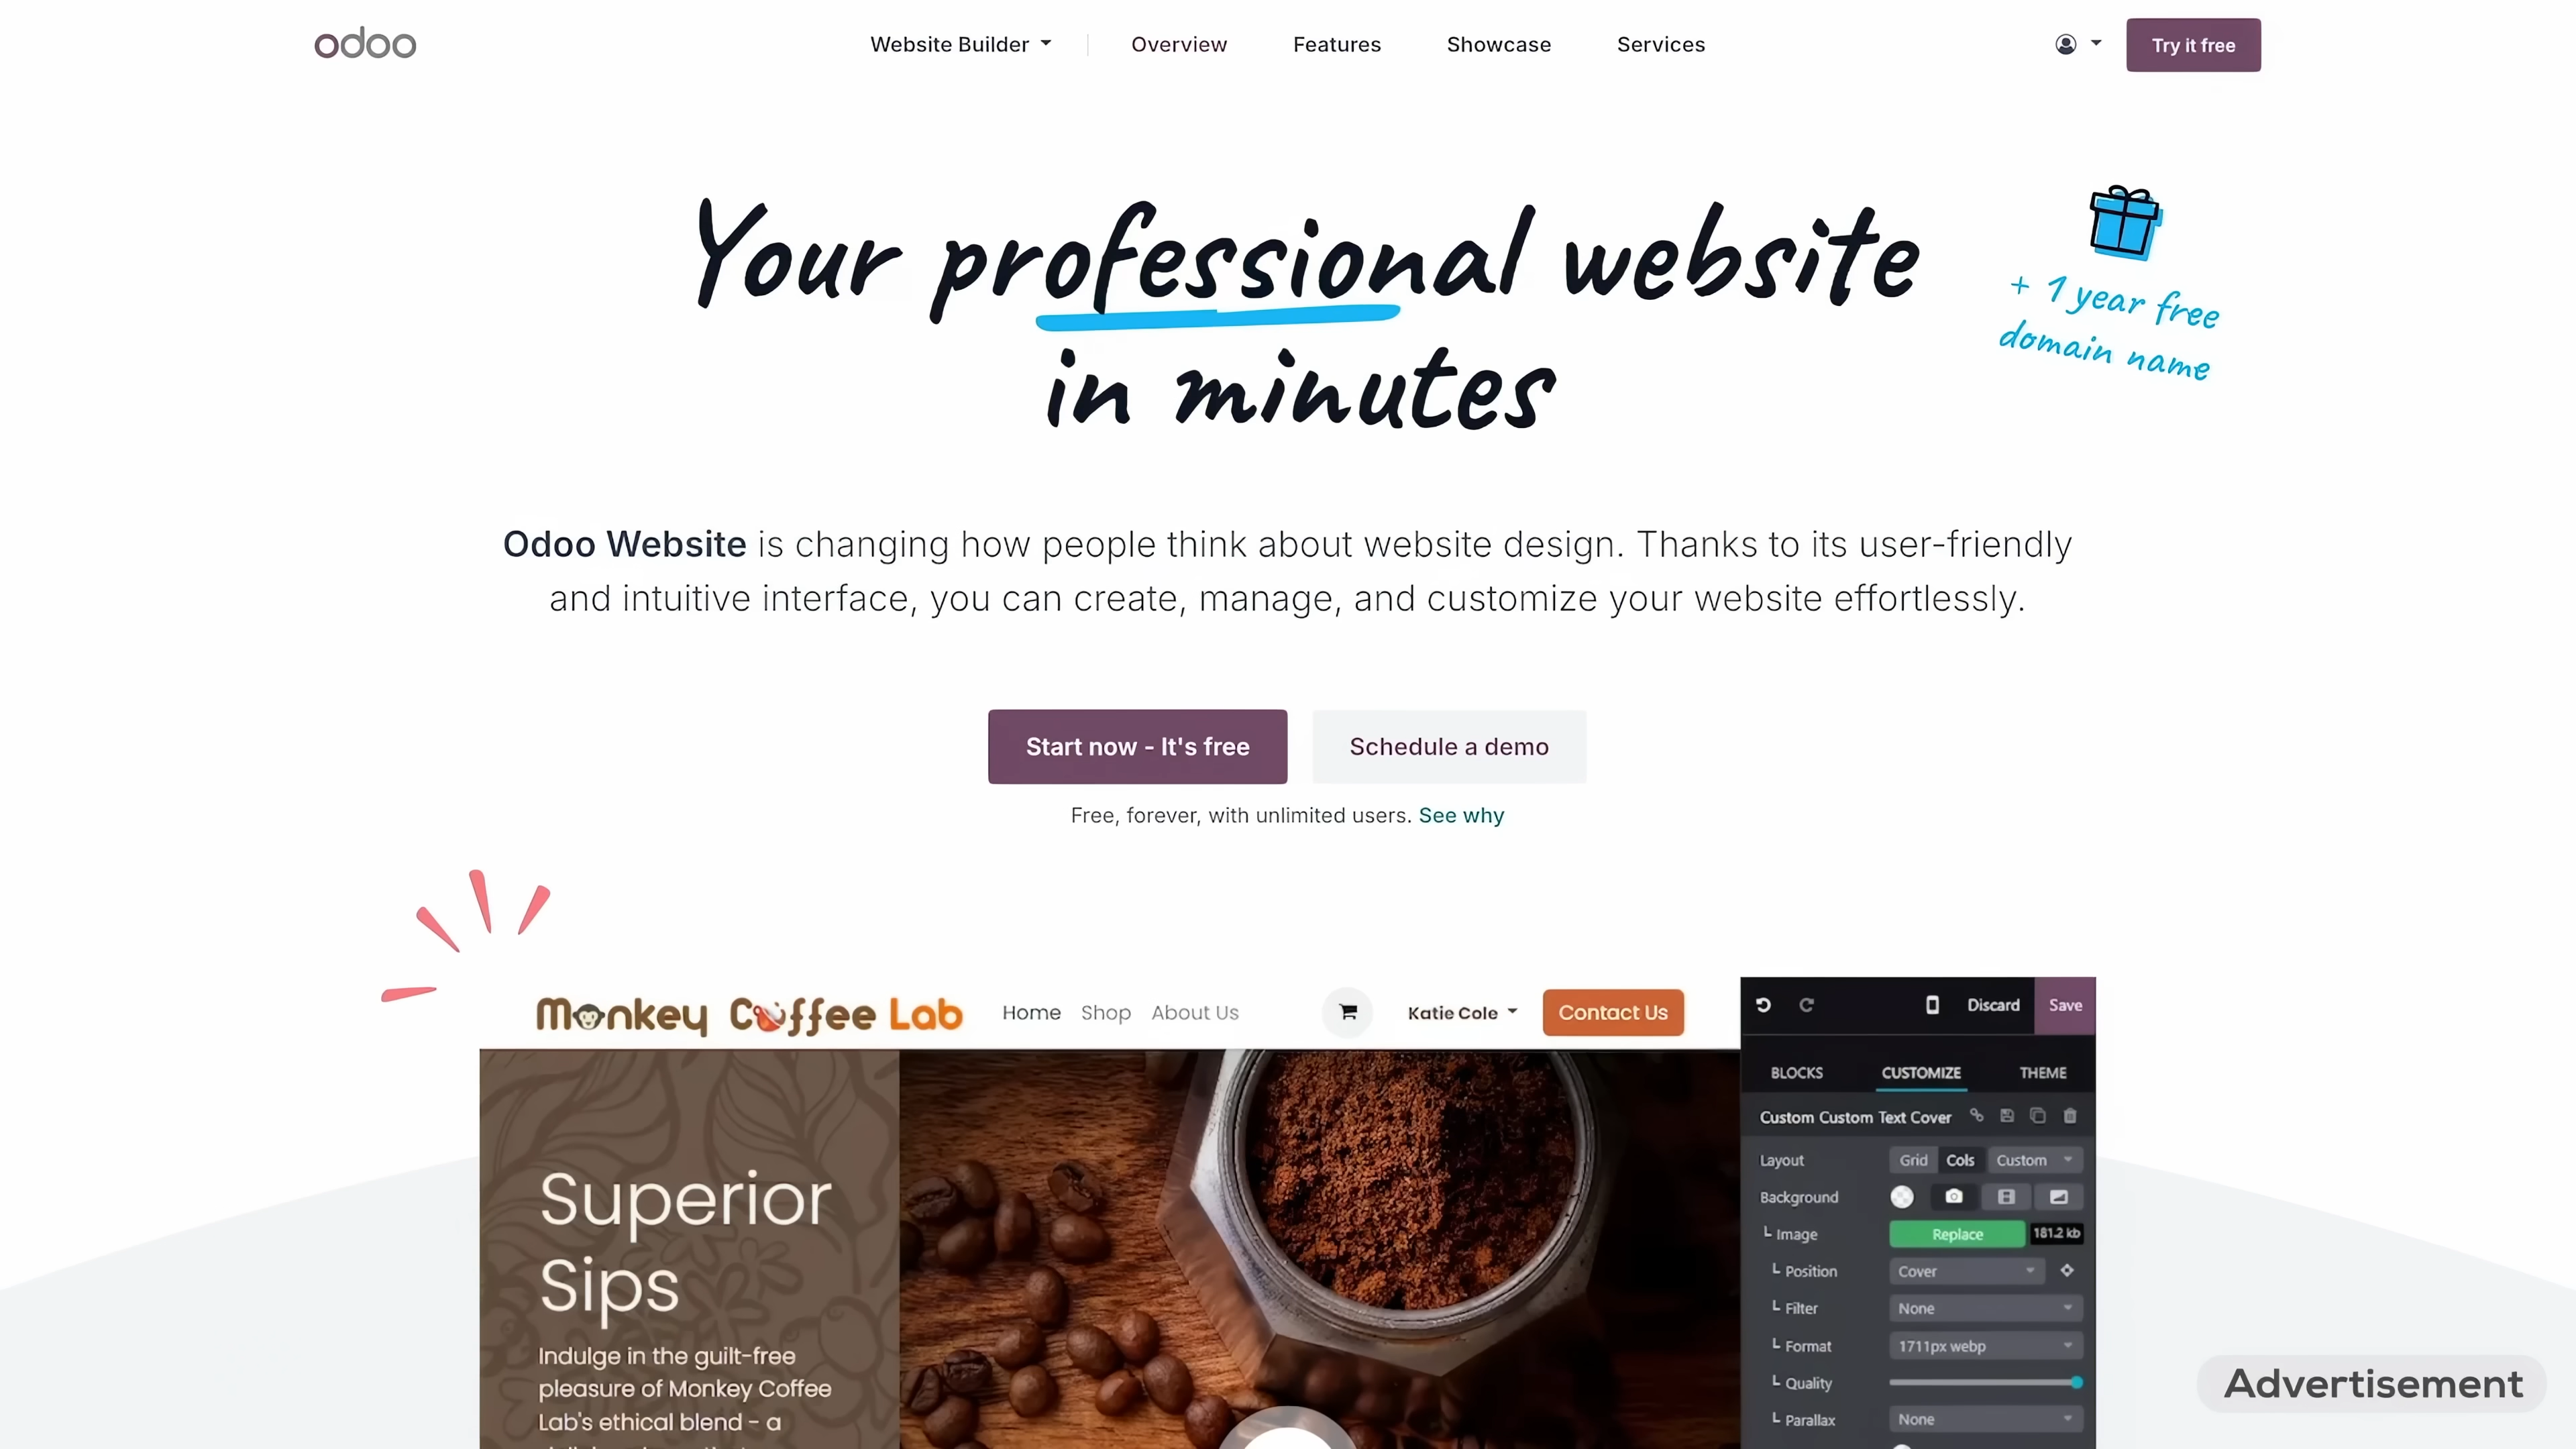 odoo
Website Builder
Overview
Features
Showcase
Services
Try it free
Your professional website
in minutes
+ 1 year free
domain name
Odoo Website is changing how people think about website design. Thanks to its user-friendly
and intuitive interface, you can create, manage, and customize your website effortlessly.
Start now - It's free
Schedule a demo
Free, forever, with unlimited users. See why
Monkey Coffee Lab
Home
Shop
About Us
Katie Cole
Contact Us
Superior
Sips
Indulge in the guilt-free
pleasure of Monkey Coffee
Lab's ethical blend - a
Discard
Save
BLOCKS
CUSTOMIZE
THEME
Custom Custom Text Cover
Layout
Grid
Cols
Custom
Background
Image
Replace
181.2 kb
Position
Cover
Filter
None
Format
1711px webp
Quality
Parallax
None
Advertisement